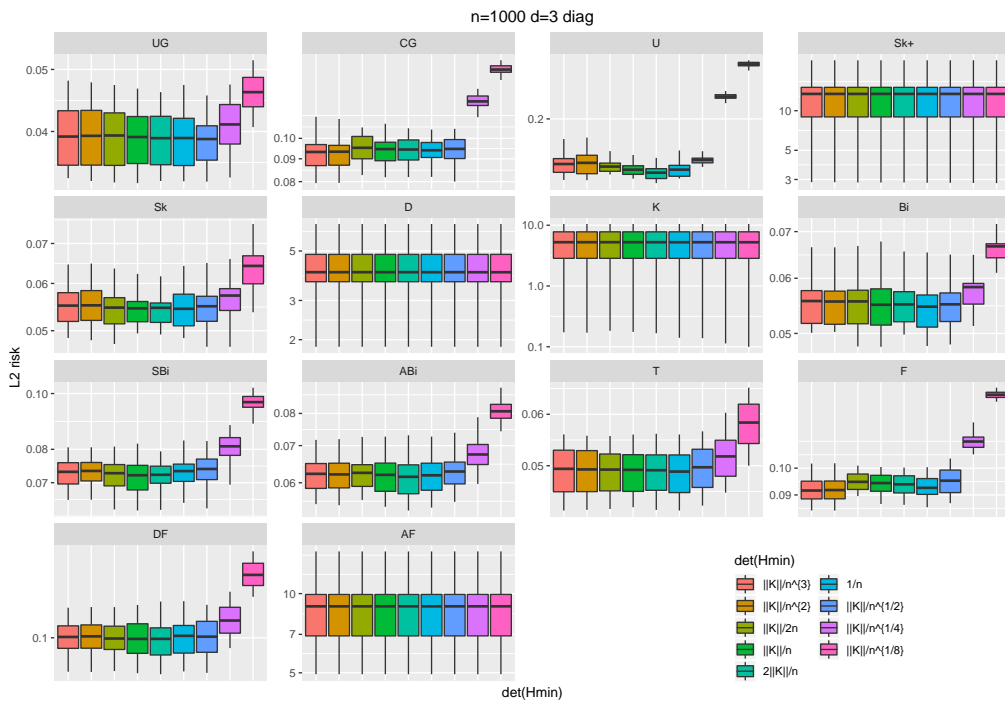 n=1000 d=3 diag
UG CG U Sk+
0.05
0.04
0.10
0.09
0.08
0.2
10
5
3
Sk D K Bi
0.07
0.06
0.05
5
3
2
10.0
1.0
0.1
0.07
0.06
0.05
L2 risk
SBi ABi T F
0.10
0.08
0.07
0.08
0.07
0.06
0.06
0.05
0.10
0.09
DF AF
0.1
10
7
5
det(Hmin)
det(Hmin)
||K||/n^{3}
||K||/n^{2}
||K||/2n
||K||/n
2||K||/n
1/n
||K||/n^{1/2}
||K||/n^{1/4}
||K||/n^{1/8}